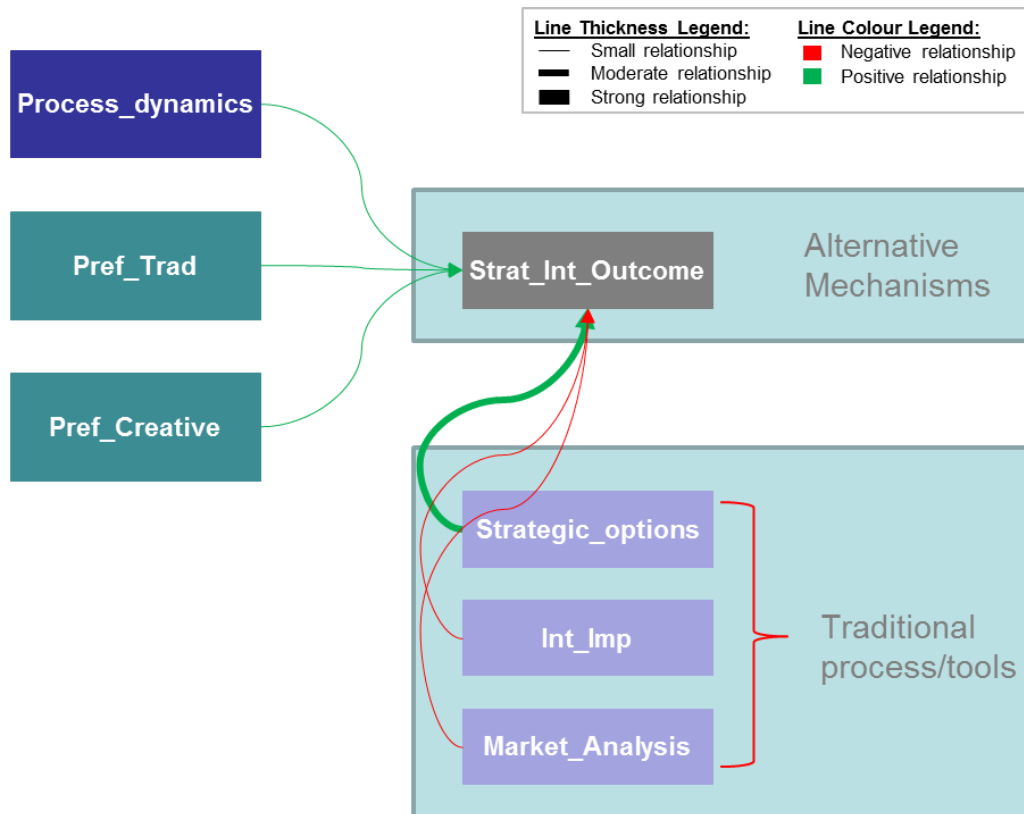 Line Thickness Legend:
Small relationship
Moderate relationship
Strong relationship
Line Colour Legend:
Negative relationship
Positive relationship
Process_dynamics
Pref_Trad
Pref_Creative
Strat_Int_Outcome
Alternative
Mechanisms
Strategic_options
Int_Imp
Market_Analysis
Traditional
process/tools